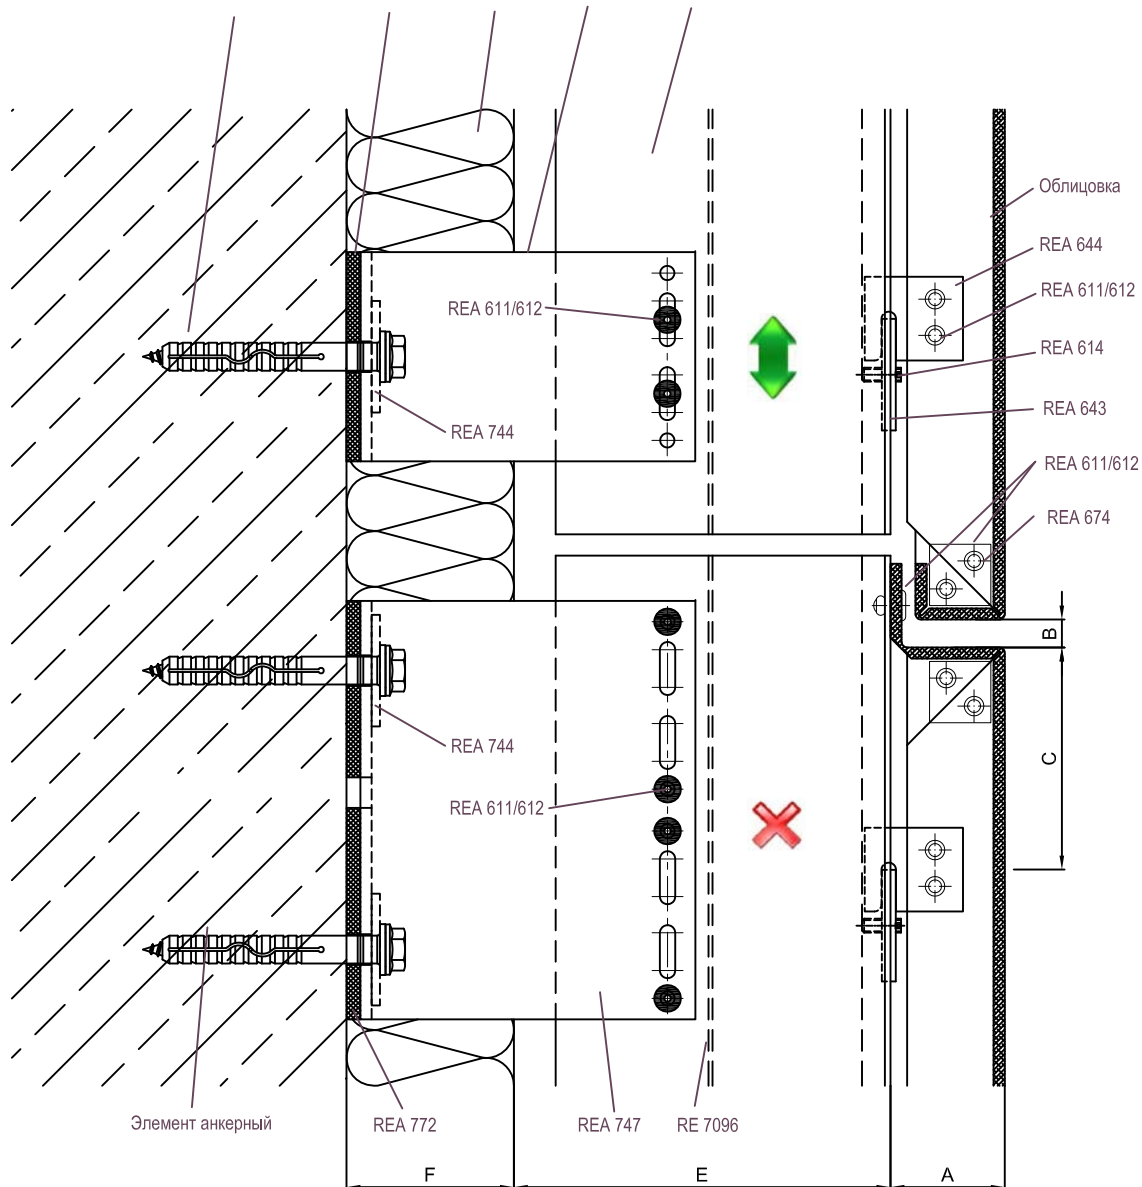 Облицовка
REA 644
REA 611/612
REA 611/612
REA 614
REA 643
REA 744
REA 611/612
REA 674
B
REA 744
C
REA 611/612
Элемент анкерный
REA 772
REA 747
RE 7096
F
E
A